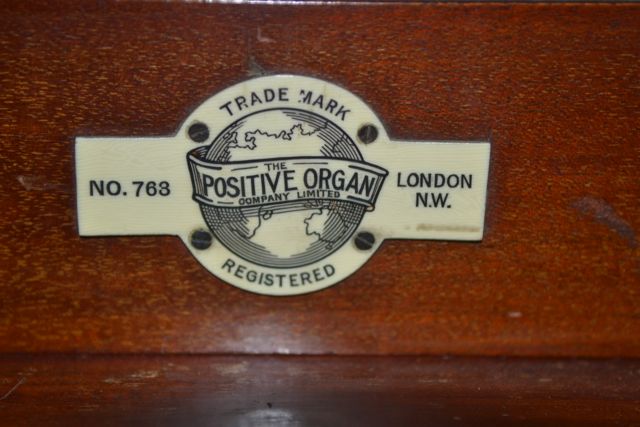 TRADE MARK
NO. 763
THE
POSITIVE ORGAN
COMPANY LIMITED
LONDON
N.W.
REGISTERED